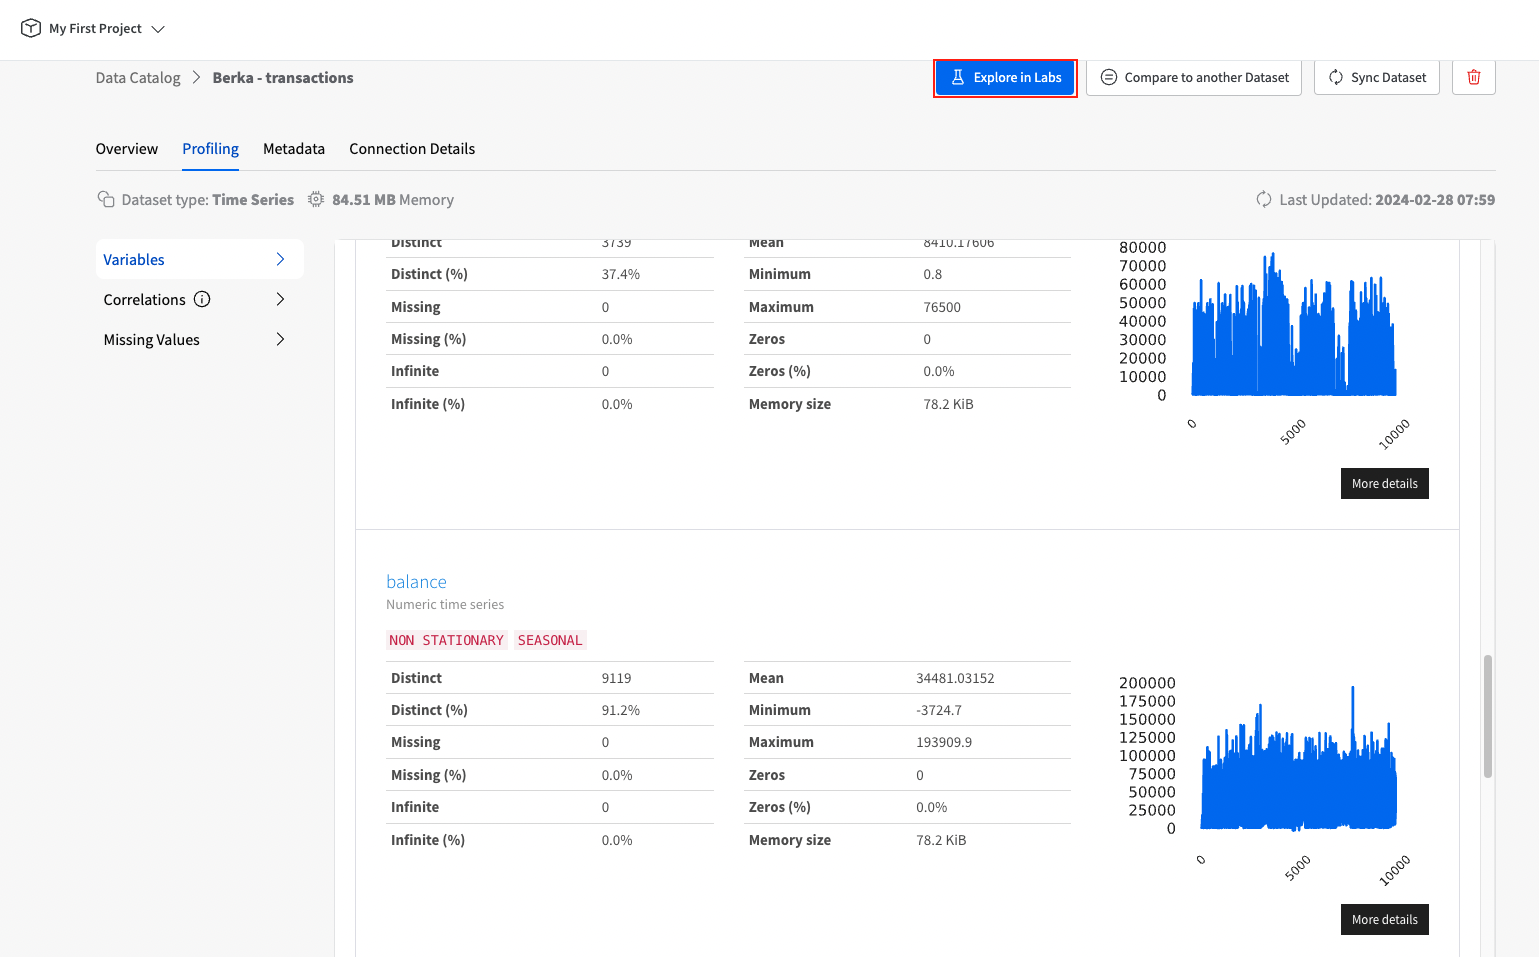 My First Project
Data Catalog > Berka - transactions
Explore in Labs
Compare to another Dataset
Sync Dataset
Overview Profiling Metadata Connection Details
Dataset type: Time Series 84.51 MB Memory
Last Updated: 2024-02-28 07:59
Variables
Correlations
Missing Values
Distinct 3739
Distinct (%) 37.4%
Missing 0
Missing (%) 0.0%
Infinite 0
Infinite (%) 0.0%
Mean 8410.17606
Minimum 0.8
Maximum 76500
Zeros 0
Zeros (%) 0.0%
Memory size 78.2 KiB
80000
70000
60000
50000
40000
30000
20000
10000
0
0 5000 10000
More details
balance
Numeric time series
NON STATIONARY SEASONAL
Distinct 9119
Distinct (%) 91.2%
Missing 0
Missing (%) 0.0%
Infinite 0
Infinite (%) 0.0%
Mean 34481.03152
Minimum -3724.7
Maximum 193909.9
Zeros 0
Zeros (%) 0.0%
Memory size 78.2 KiB
200000
175000
150000
125000
100000
75000
50000
25000
0
0 5000 10000
More details